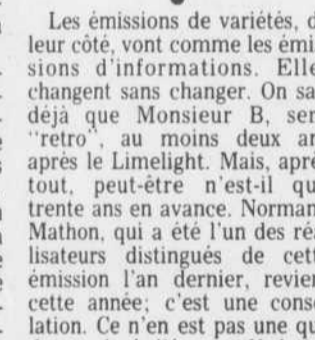 Les émissions de variétés, d
leur côté, vont comme les émis
sions d'informations. Elle
changent sans changer. On sa
déjà que Monsieur B, ser
"retro", au moins deux an
après le Limelight. Mais, aprè
tout, peut-être n'est-il qu
trente ans en avance. Norman
Mathon, qui a été l'un des réa
lisateurs distingués de cett
émission l'an dernier, revien
cette année; c'est une conso
lation. Ce n'en est pas une qu